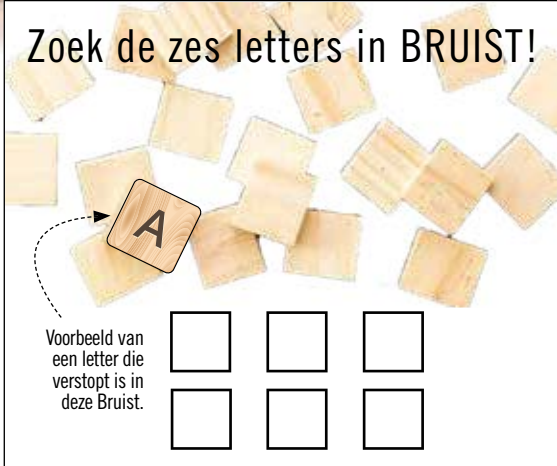 Zoek de zes letters in BRUIST!
A
Voorbeeld van
een letter die
verstopt is in
deze Bruist.